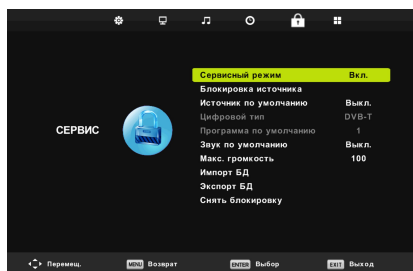 Сервисный режим Вкл.
Блокировка источника
Источник по умолчанию Выкл.
Цифровой тип DVB-T
Программа по умолчанию 1
СЕРВИС
Звук по умолчанию Выкл.
Макс. громкость 100
Импорт БД
Экспорт БД
Снять блокировку
Перемещ. MENU Возврат ENTER Выбор EXIT Выход